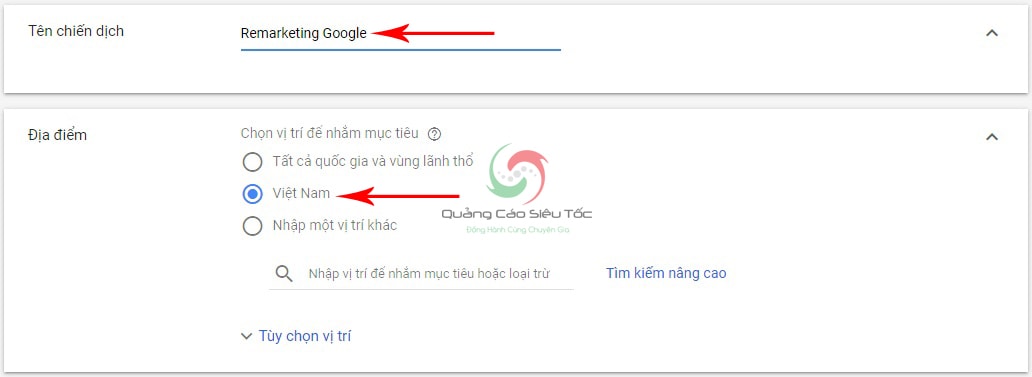 Tên chiến dịch
Remarketing Google
Địa điểm
Chọn vị trí để nhắm mục tiêu
Tất cả quốc gia và vùng lãnh thổ
Việt Nam
Quảng Cáo Siêu Tốc
Đồng Hành Cùng Chuyên Gia
Nhập một vị trí khác
Nhập vị trí để nhắm mục tiêu hoặc loại trừ
Tìm kiếm nâng cao
Tùy chọn vị trí